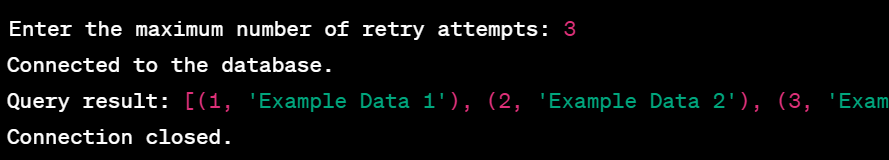 Enter the maximum number of retry attempts: 3
Connected to the database.
Query result: [(1, 'Example Data 1'), (2, 'Example Data 2'), (3, 'Exam
Connection closed.